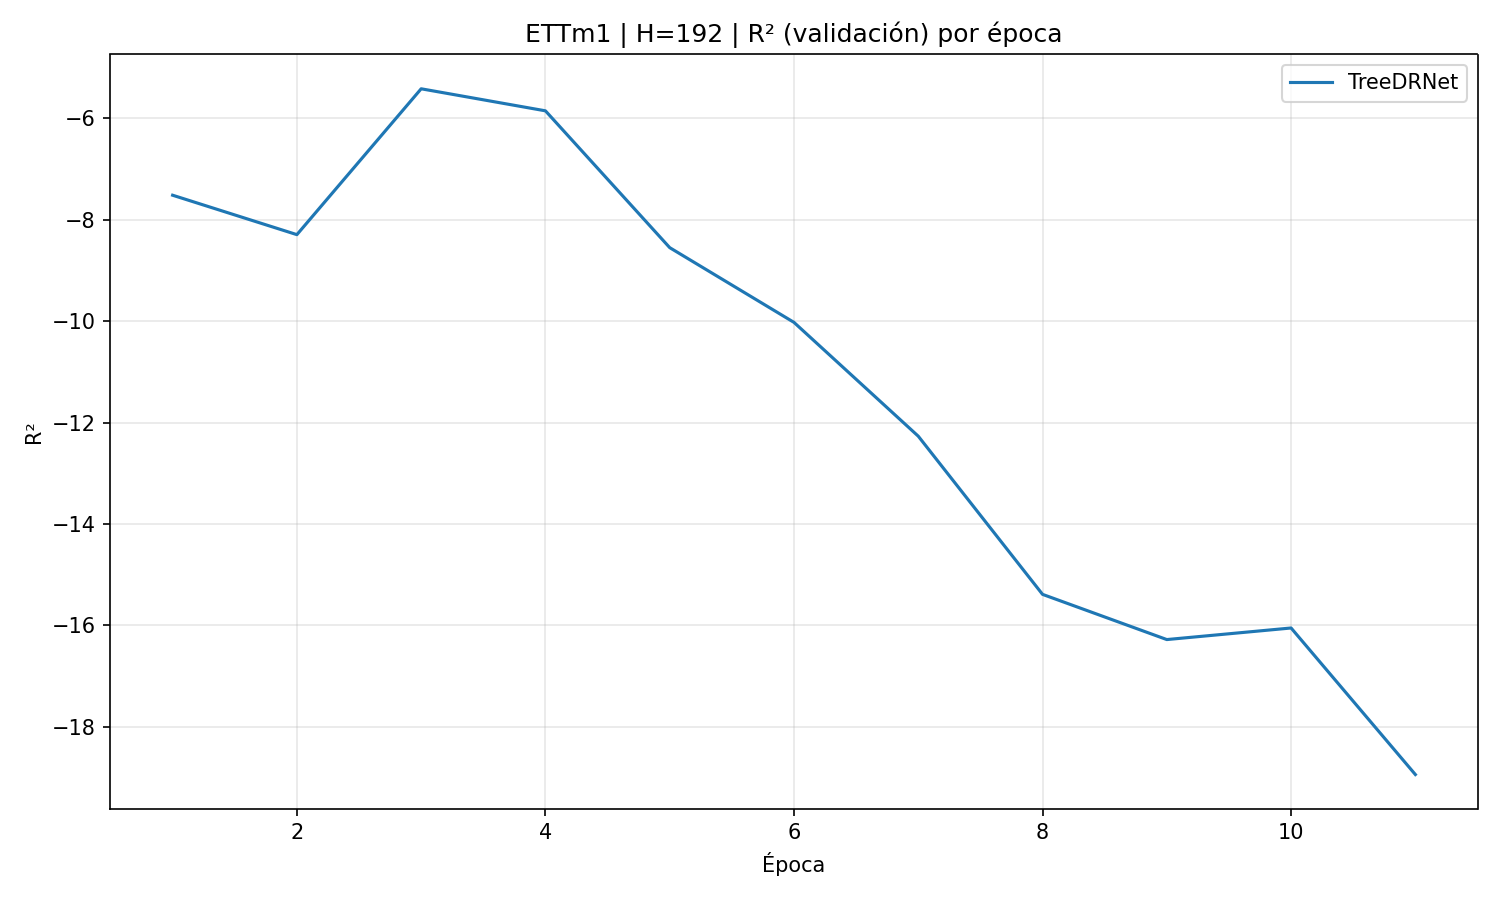 ETTm1 | H=192 | R² (validación) por época
TreeDRNet
R²
−6
−8
−10
−12
−14
−16
−18
2 4 6 8 10
Época